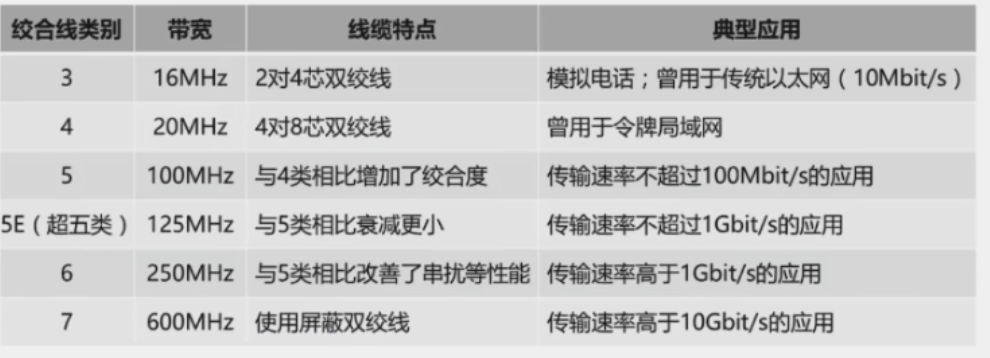 绞合线类别 带宽 线缆特点 典型应用
3 16MHz 2对4芯双绞线 模拟电话；曾用于传统以太网（10Mbit/s）
4 20MHz 4对8芯双绞线 曾用于令牌局域网
5 100MHz 与4类相比增加了绞合度 传输速率不超过100Mbit/s的应用
5E（超五类） 125MHz 与5类相比衰减更小 传输速率不超过1Gbit/s的应用
6 250MHz 与5类相比改善了串扰等性能 传输速率高于1Gbit/s的应用
7 600MHz 使用屏蔽双绞线 传输速率高于10Gbit/s的应用